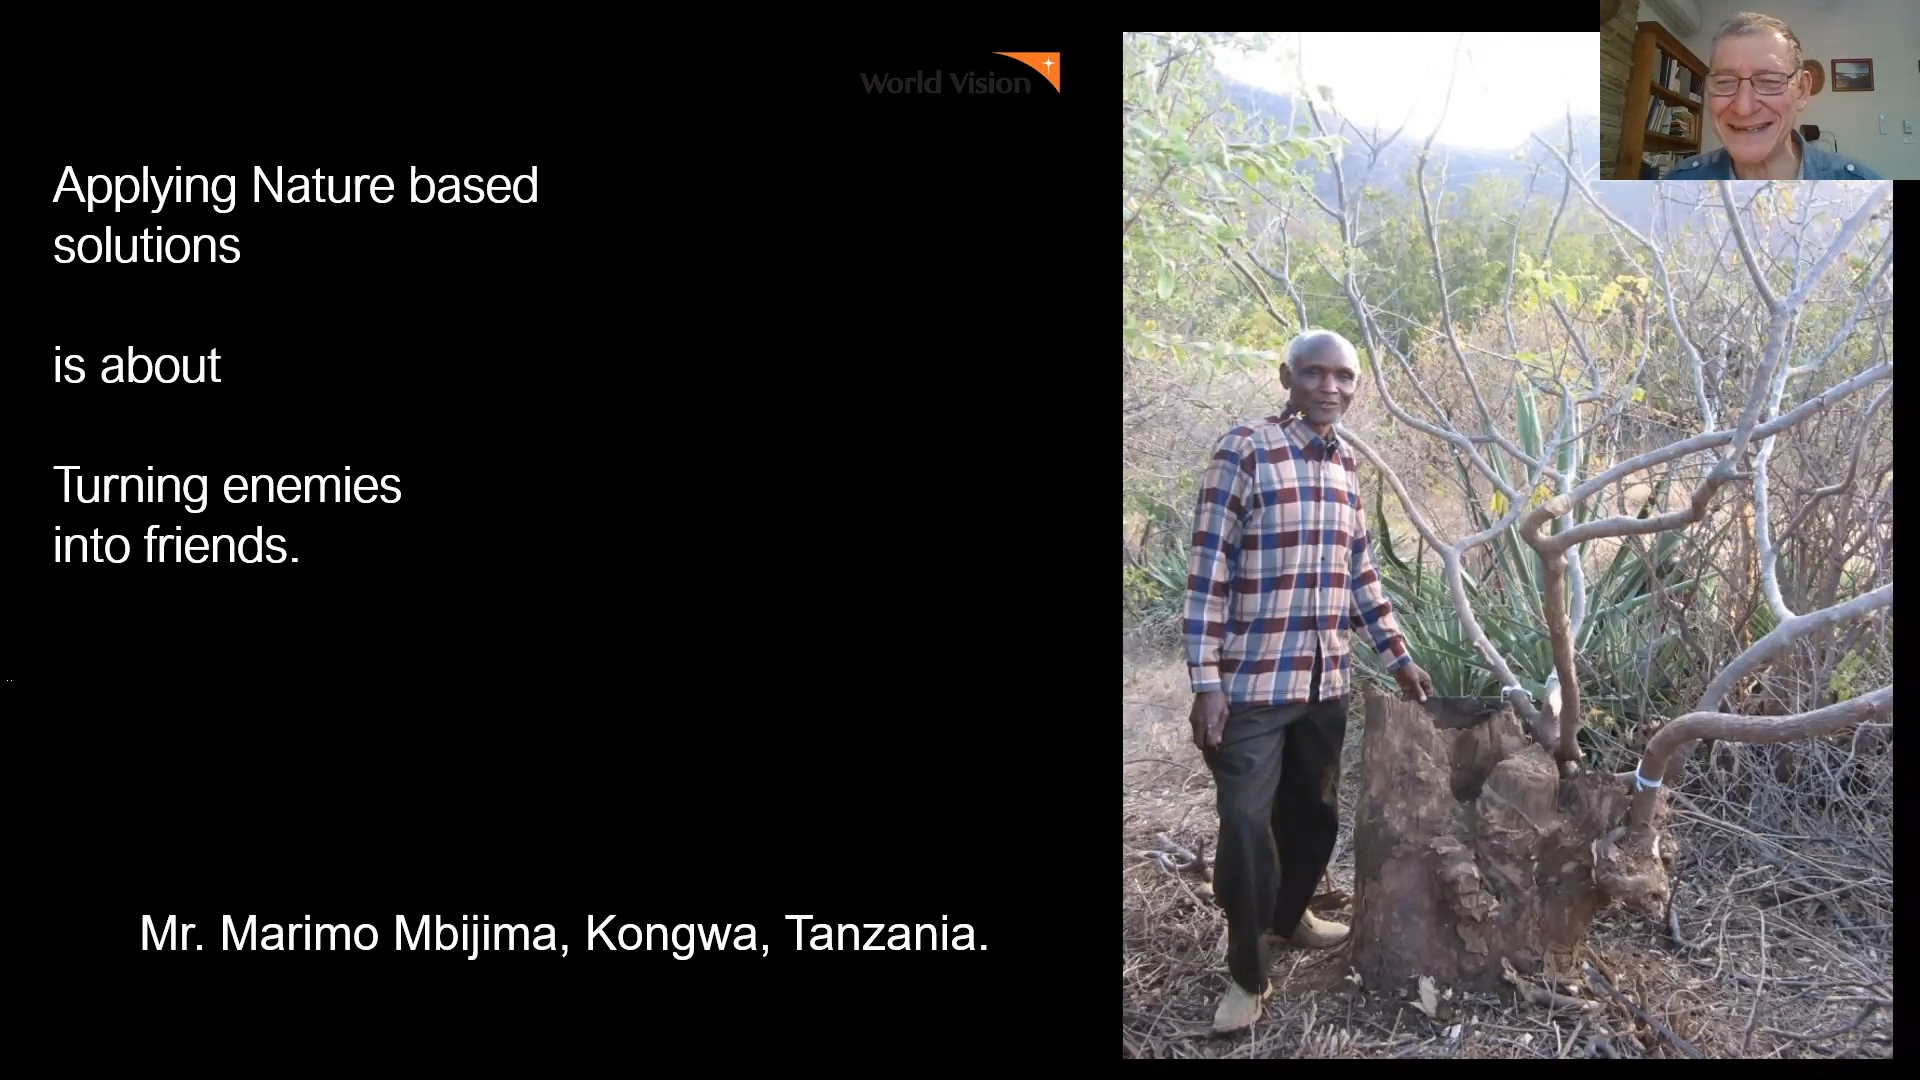 World Vision
Applying Nature based
solutions
is about
Turning enemies
into friends.
Mr. Marimo Mbijima, Kongwa, Tanzania.